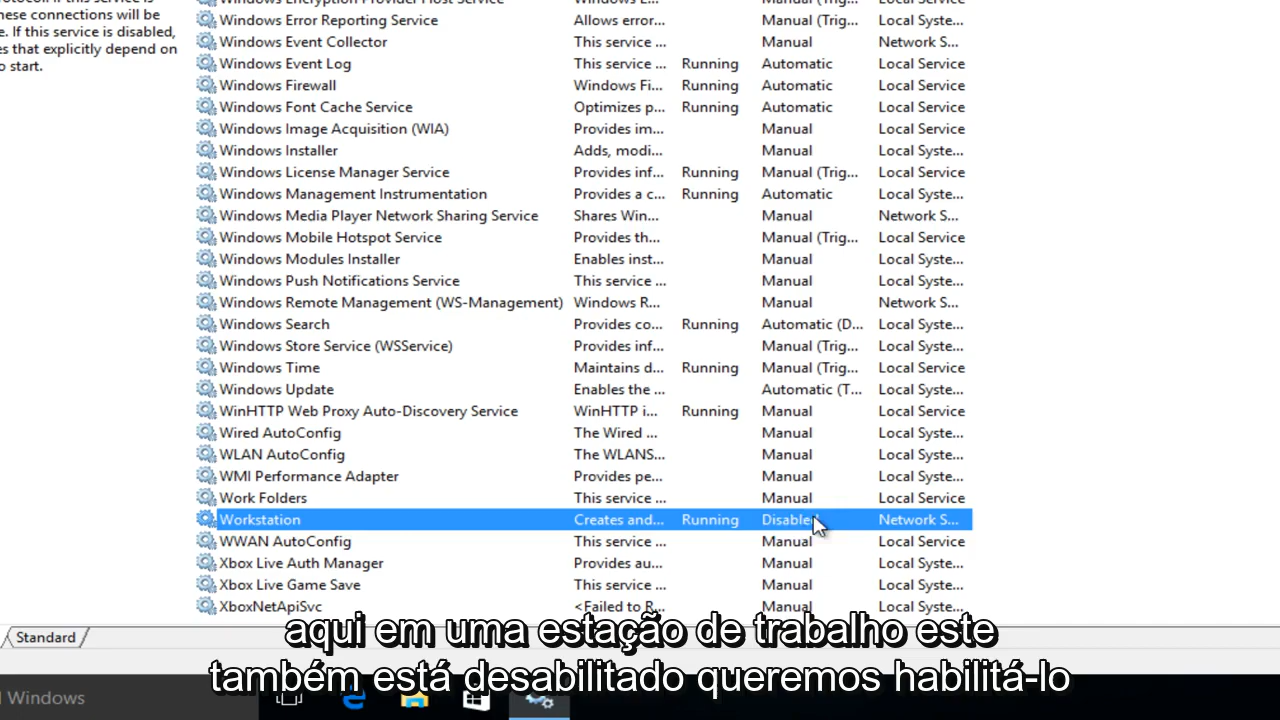 rotocol. If this service is
hese connections will be
e. If this service is disabled,
es that explicitly depend on
o start.
Windows Encryption Provider Host Service Windows E... Manual (Trig... Local Service
Windows Error Reporting Service Allows error... Manual (Trig... Local Syste...
Windows Event Collector This service ... Manual Network S...
Windows Event Log This service ... Running Automatic Local Service
Windows Firewall Windows Fi... Running Automatic Local Service
Windows Font Cache Service Optimizes p... Running Automatic Local Service
Windows Image Acquisition (WIA) Provides im... Manual Local Service
Windows Installer Adds, modi... Manual Local Syste...
Windows License Manager Service Provides inf... Running Manual (Trig... Local Service
Windows Management Instrumentation Provides a c... Running Automatic Local Syste...
Windows Media Player Network Sharing Service Shares Win... Manual Network S...
Windows Mobile Hotspot Service Provides th... Manual (Trig... Local Service
Windows Modules Installer Enables inst... Manual Local Syste...
Windows Push Notifications Service This service ... Manual Local Syste...
Windows Remote Management (WS-Management) Windows R... Manual Network S...
Windows Search Provides co... Running Automatic (D... Local Syste...
Windows Store Service (WSService) Provides inf... Manual (Trig... Local Syste...
Windows Time Maintains d... Running Manual (Trig... Local Service
Windows Update Enables the ... Automatic (T... Local Syste...
WinHTTP Web Proxy Auto-Discovery Service WinHTTP i... Running Manual Local Service
Wired AutoConfig The Wired ... Manual Local Syste...
WLAN AutoConfig The WLANS... Manual Local Syste...
WMI Performance Adapter Provides pe... Manual Local Syste...
Work Folders This service ... Manual Local Service
Workstation Creates and... Running Disabled Network S...
WWAN AutoConfig This service ... Manual Local Service
Xbox Live Auth Manager Provides au... Manual Local Syste...
Xbox Live Game Save This service ... Manual Local Syste...
XboxNetApiSvc <Failed to R... Manual Local Syste...
Standard
aqui em uma estação de trabalho este
também está desabilitado queremos habilitá-lo
Windows